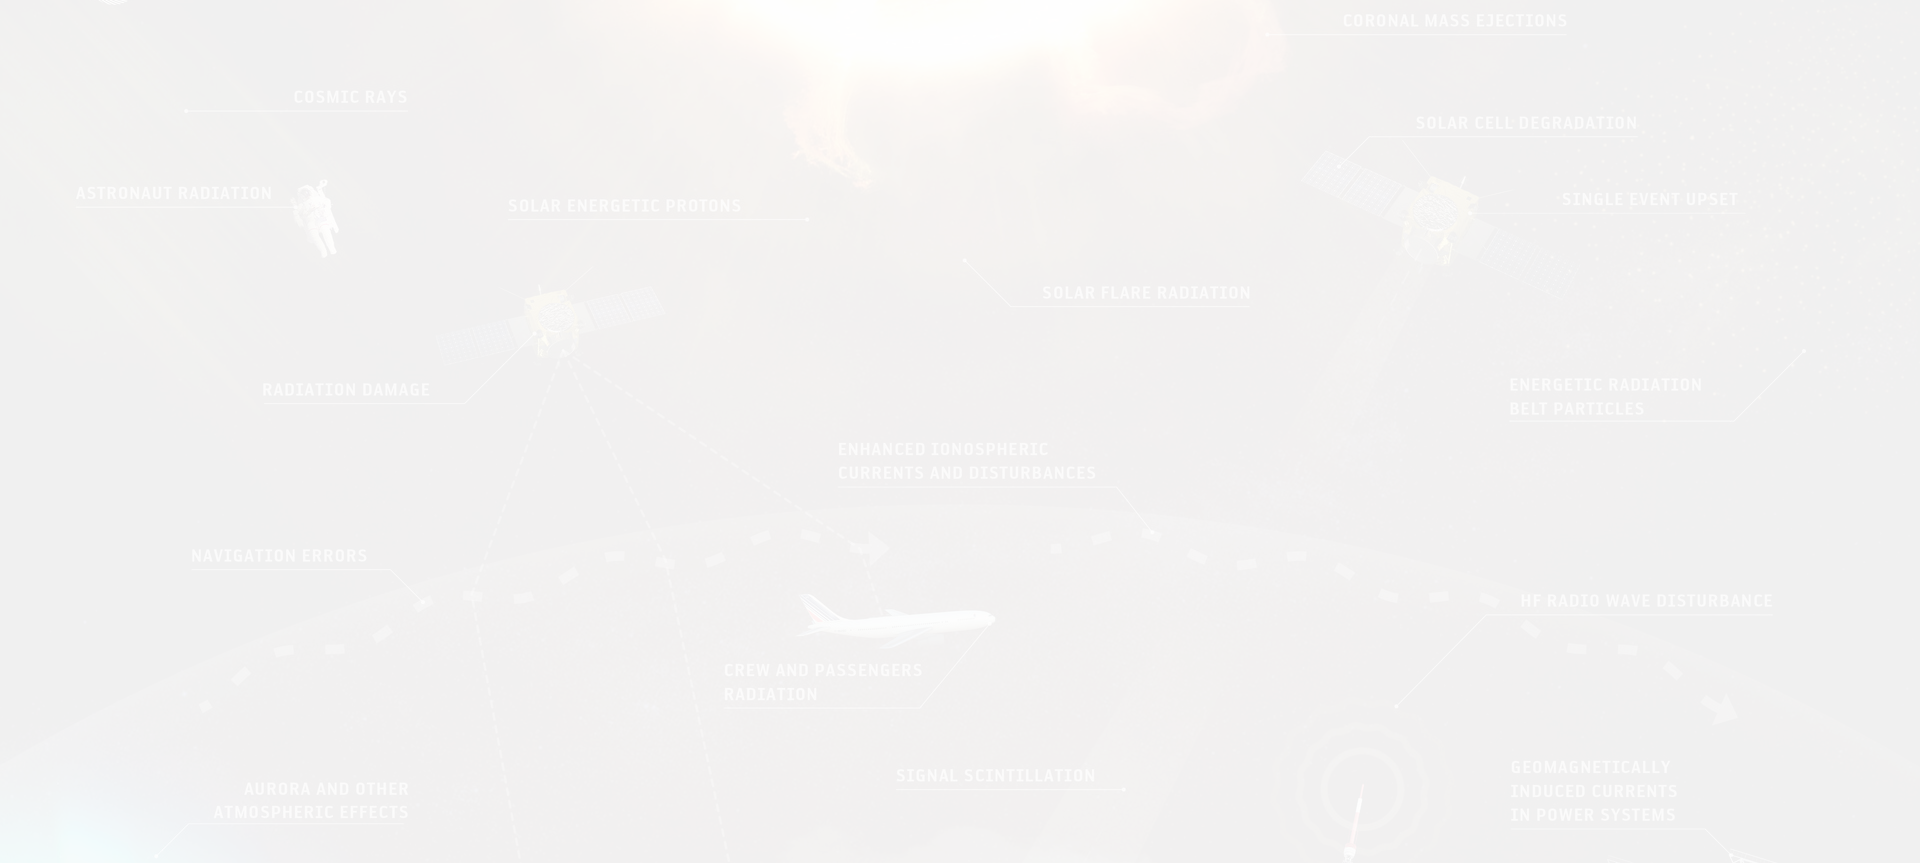 CORONAL MASS EJECTIONS
COSMIC RAYS
SOLAR CELL DEGRADATION
ASTRONAUT RADIATION
SOLAR ENERGETIC PROTONS
SINGLE EVENT UPSET
SOLAR FLARE RADIATION
RADIATION DAMAGE
ENERGETIC RADIATION
BELT PARTICLES
ENHANCED IONOSPHERIC
CURRENTS AND DISTURBANCES
NAVIGATION ERRORS
HF RADIO WAVE DISTURBANCE
CREW AND PASSENGERS
RADIATION
SIGNAL SCINTILLATION
GEOMAGNETICALLY
INDUCED CURRENTS
IN POWER SYSTEMS
AURORA AND OTHER
ATMOSPHERIC EFFECTS